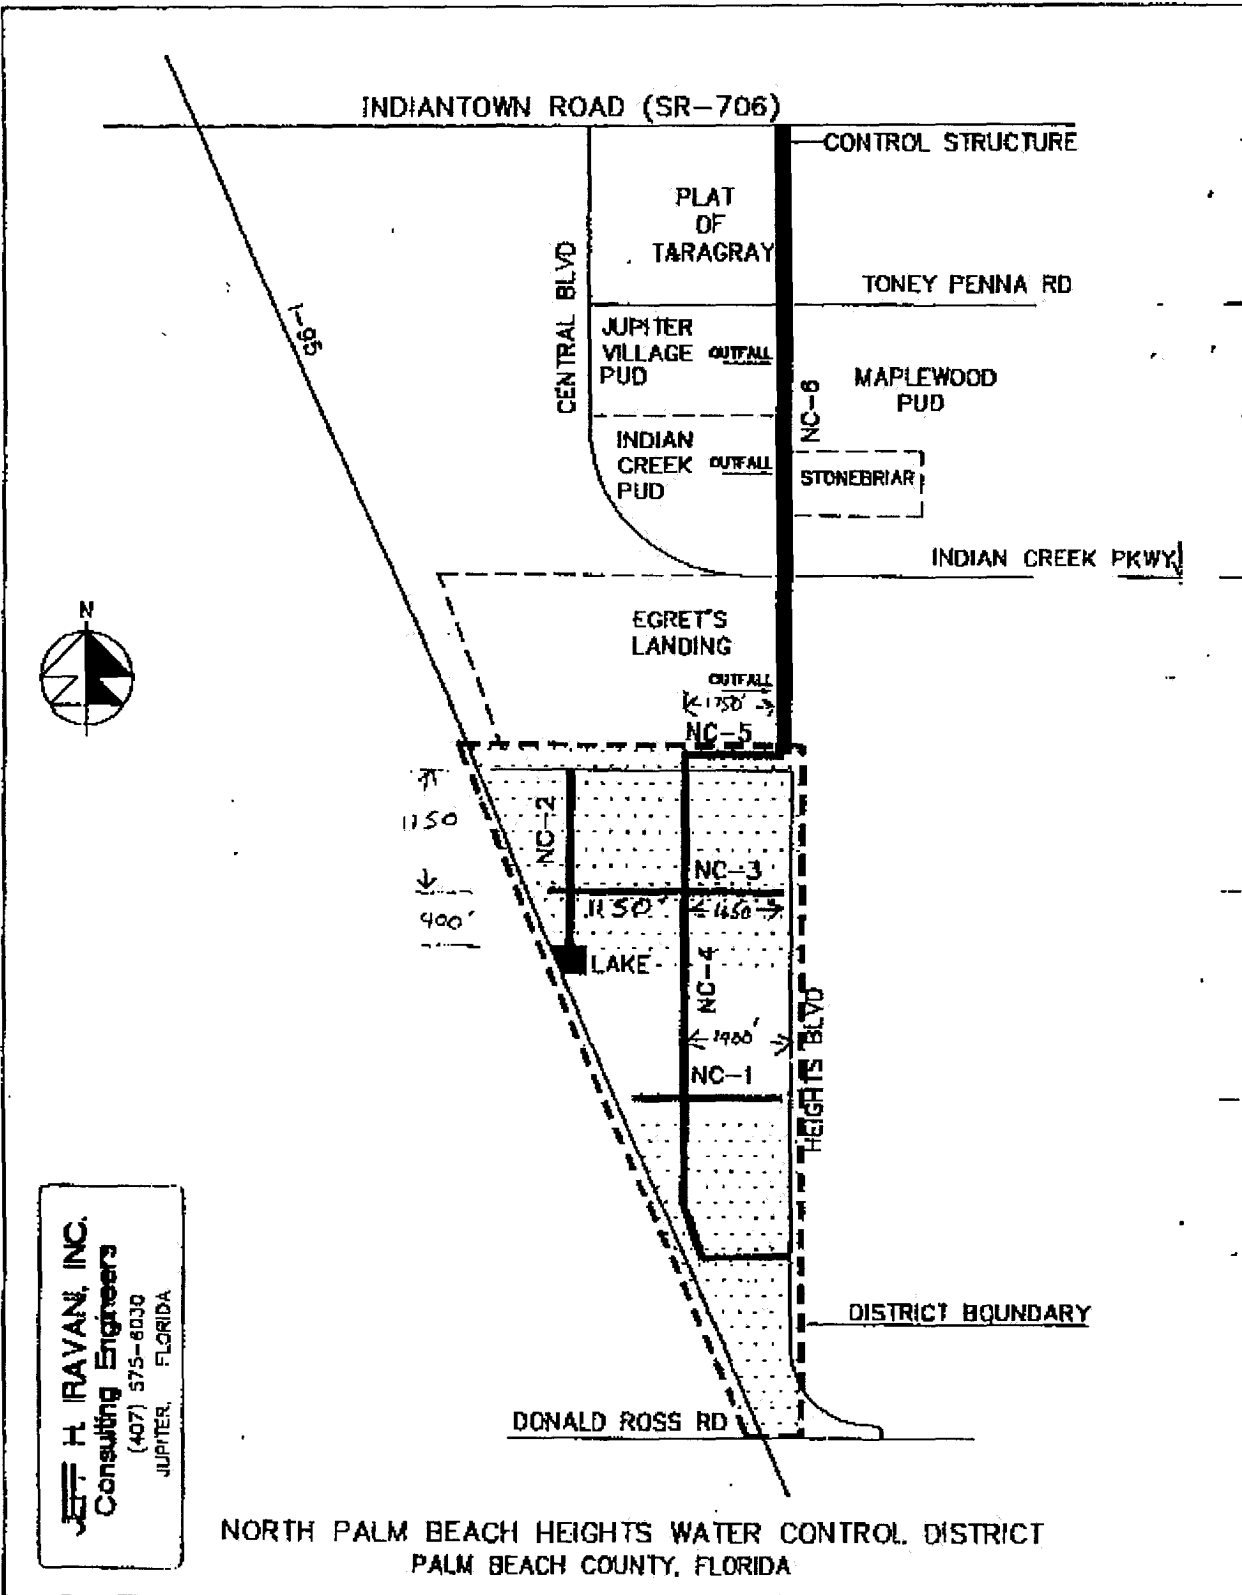 INDIANTOWN ROAD (SR-706)
CONTROL STRUCTURE
PLAT
OF
TARAGRAY
CENTRAL BLVD
TONEY PENNA RD
I-95
JUPITER
VILLAGE
PUD
OUTFALL
NC-6
MAPLEWOOD
PUD
INDIAN
CREEK
PUD
OUTFALL
STONEBRIAR
INDIAN CREEK PKWY
N
EGRET'S
LANDING
OUTFALL
1750'
NC-5
1150
NC-2
NC-3
1150'
1650
400'
LAKE
NC-4
1900'
HEIGHTS BLVD
NC-1
DISTRICT BOUNDARY
DONALD ROSS RD
JEFF H. IRAVANI, INC.
Consulting Engineers
(407) 575-6030
JUPITER, FLORIDA
NORTH PALM BEACH HEIGHTS WATER CONTROL DISTRICT
PALM BEACH COUNTY, FLORIDA